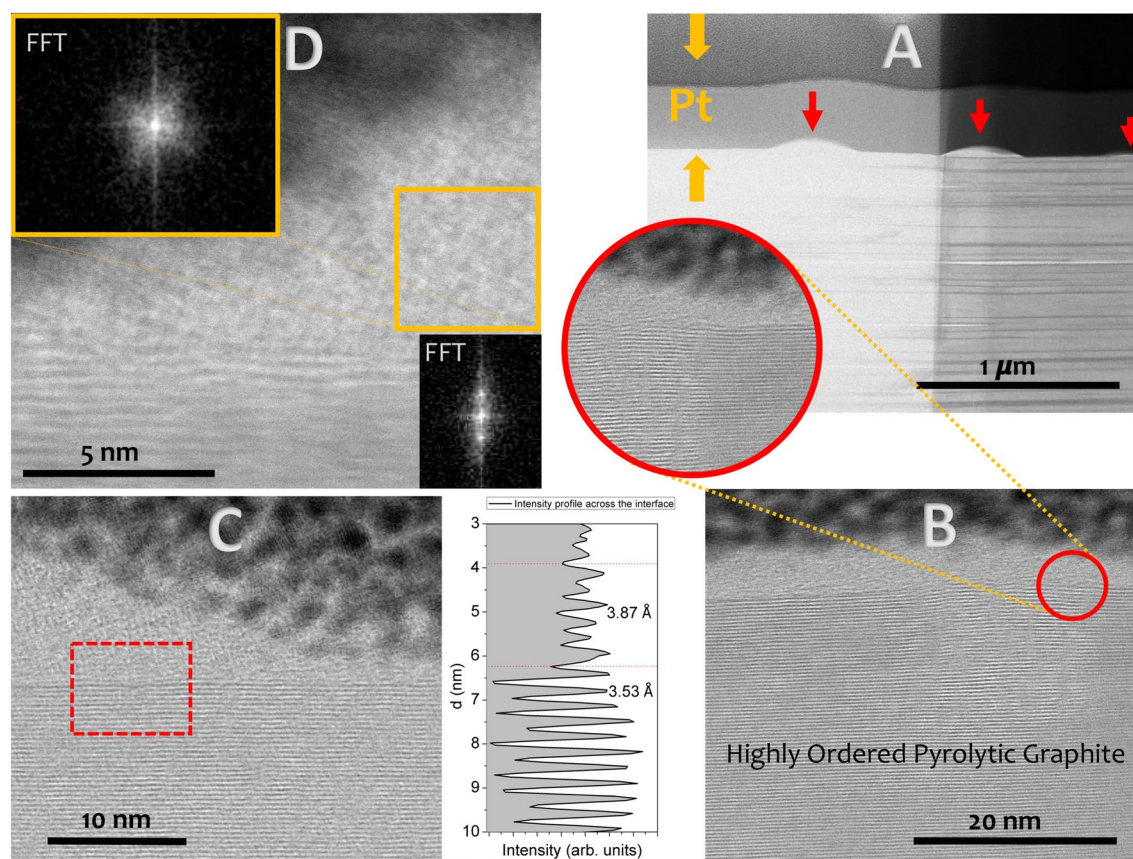 FFT
D
FFT
5 nm
A
Pt
1 μm
C
10 nm
Intensity profile across the interface
3
4
5
6
7
8
9
10
d (nm)
3.87 Å
3.53 Å
Intensity (arb. units)
B
Highly Ordered Pyrolytic Graphite
20 nm